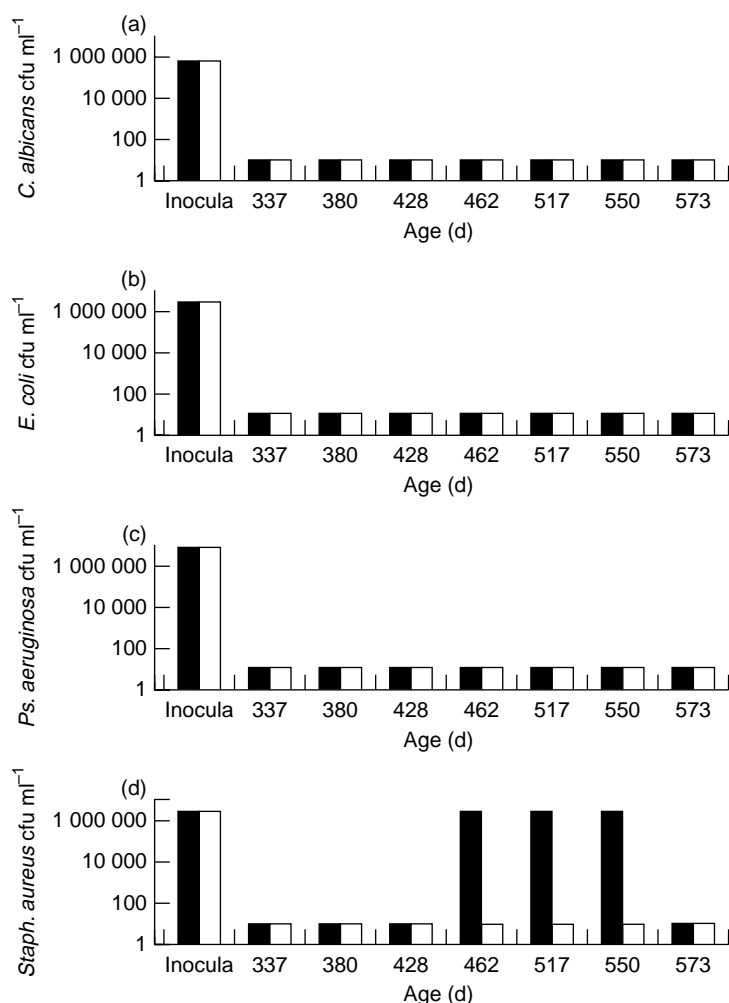 (a)
C. albicans cfu ml⁻¹
1 000 000
10 000
100
1
Inocula 337 380 428 462 517 550 573
Age (d)
(b)
E. coli cfu ml⁻¹
1 000 000
10 000
100
1
Inocula 337 380 428 462 517 550 573
Age (d)
(c)
Ps. aeruginosa cfu ml⁻¹
1 000 000
10 000
100
1
Inocula 337 380 428 462 517 550 573
Age (d)
(d)
Staph. aureus cfu ml⁻¹
1 000 000
10 000
100
1
Inocula 337 380 428 462 517 550 573
Age (d)